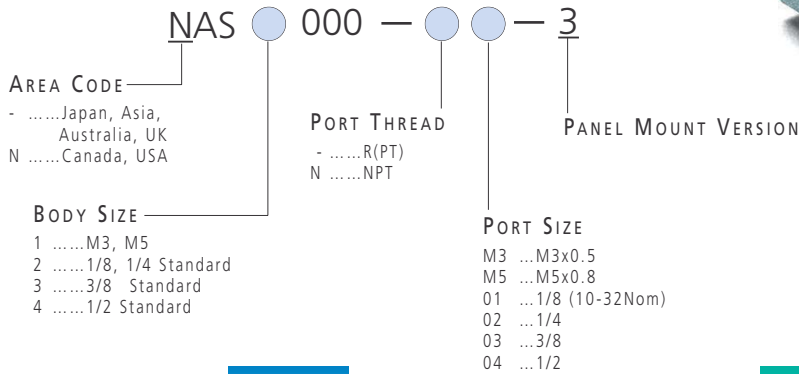 NAS 000 — — 3
AREA CODE
- ......Japan, Asia,
Australia, UK
N ......Canada, USA
PORT THREAD
- ......R(PT)
N ......NPT
PANEL MOUNT VERSION
BODY SIZE
1 ......M3, M5
2 ......1/8, 1/4 Standard
3 ......3/8 Standard
4 ......1/2 Standard
PORT SIZE
M3 ...M3x0.5
M5 ...M5x0.8
01 ...1/8 (10-32Nom)
02 ...1/4
03 ...3/8
04 ...1/2